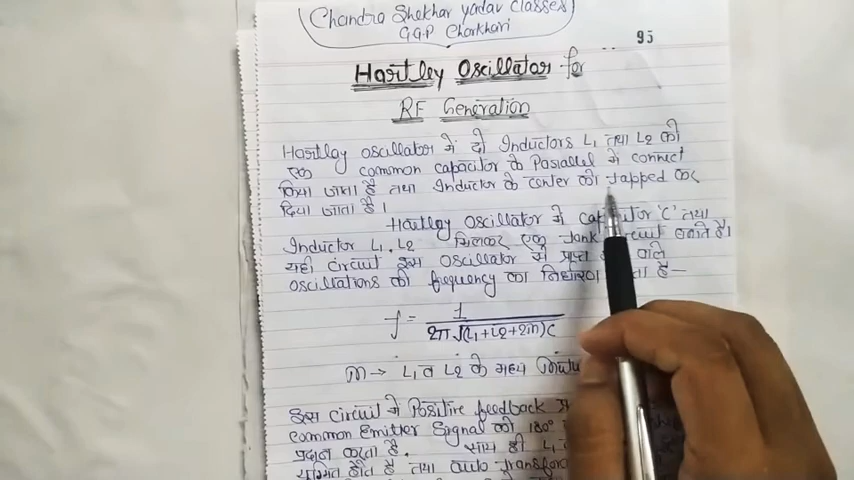 Chandra Shekhar yadav Classes
G.G.P Charkhari
95
Hartley Oscillator for
RF Generation
Hartley oscillator में दो Inductors L1 तथा L2 को
एक common capacitor के Parallel में connect
किया जाता है तथा Inductor के center को Tapped कर
दिया जाता है।
Hartley Oscillator में capacitor 'C' तथा
Inductor L1, L2 मिलकर एक Tank circuit बनाते हैं।
यही circuit इस oscillator से प्राप्त वाले
oscillations की frequency का निर्धारण है —
f = 1 / 2π√(L1+L2+2m)C
m → L1 व L2 के मध्य
इस circuit में Positive feedback
Common Emitter Signal को 180°
प्रदान करता है. साथ ही L1
युग्मित होते है तथा auto